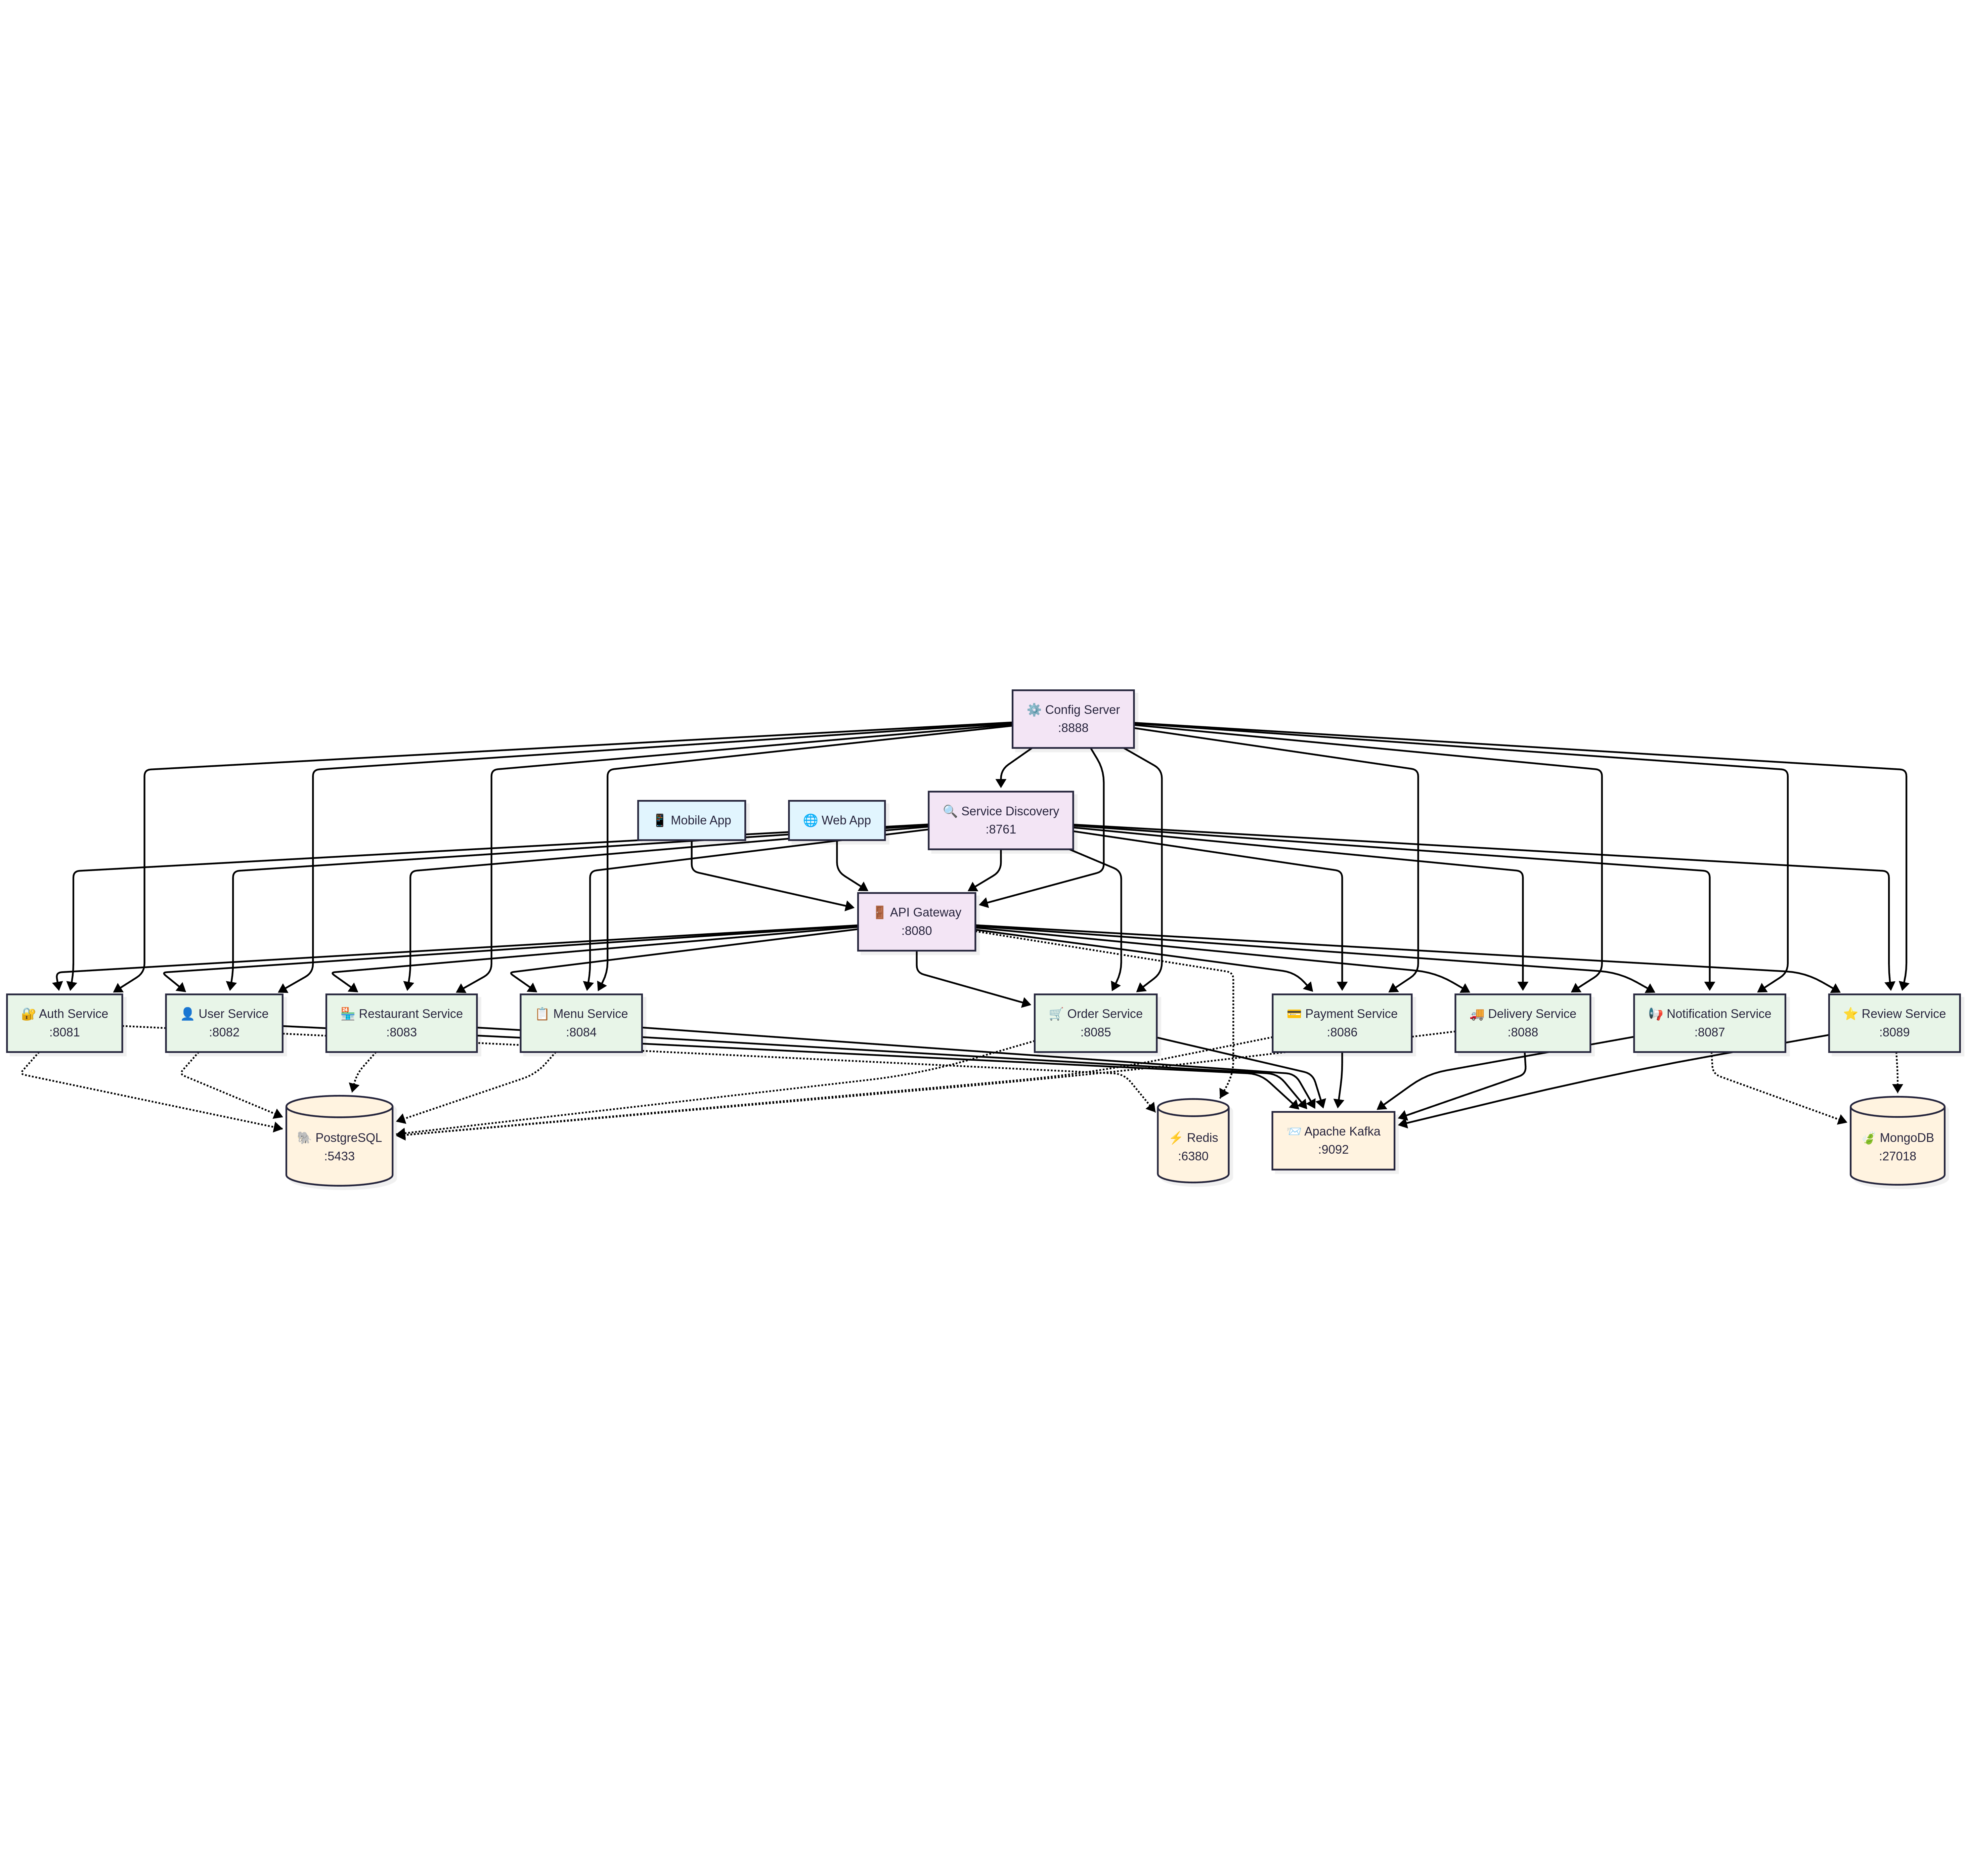 ⚙️ Config Server
:8888
📱 Mobile App
🌐 Web App
🔍 Service Discovery
:8761
🚪 API Gateway
:8080
🔐 Auth Service
:8081
👤 User Service
:8082
🏪 Restaurant Service
:8083
📋 Menu Service
:8084
🛒 Order Service
:8085
💳 Payment Service
:8086
🚚 Delivery Service
:8088
📢 Notification Service
:8087
⭐ Review Service
:8089
🐘 PostgreSQL
:5433
⚡ Redis
:6380
📨 Apache Kafka
:9092
🍃 MongoDB
:27018